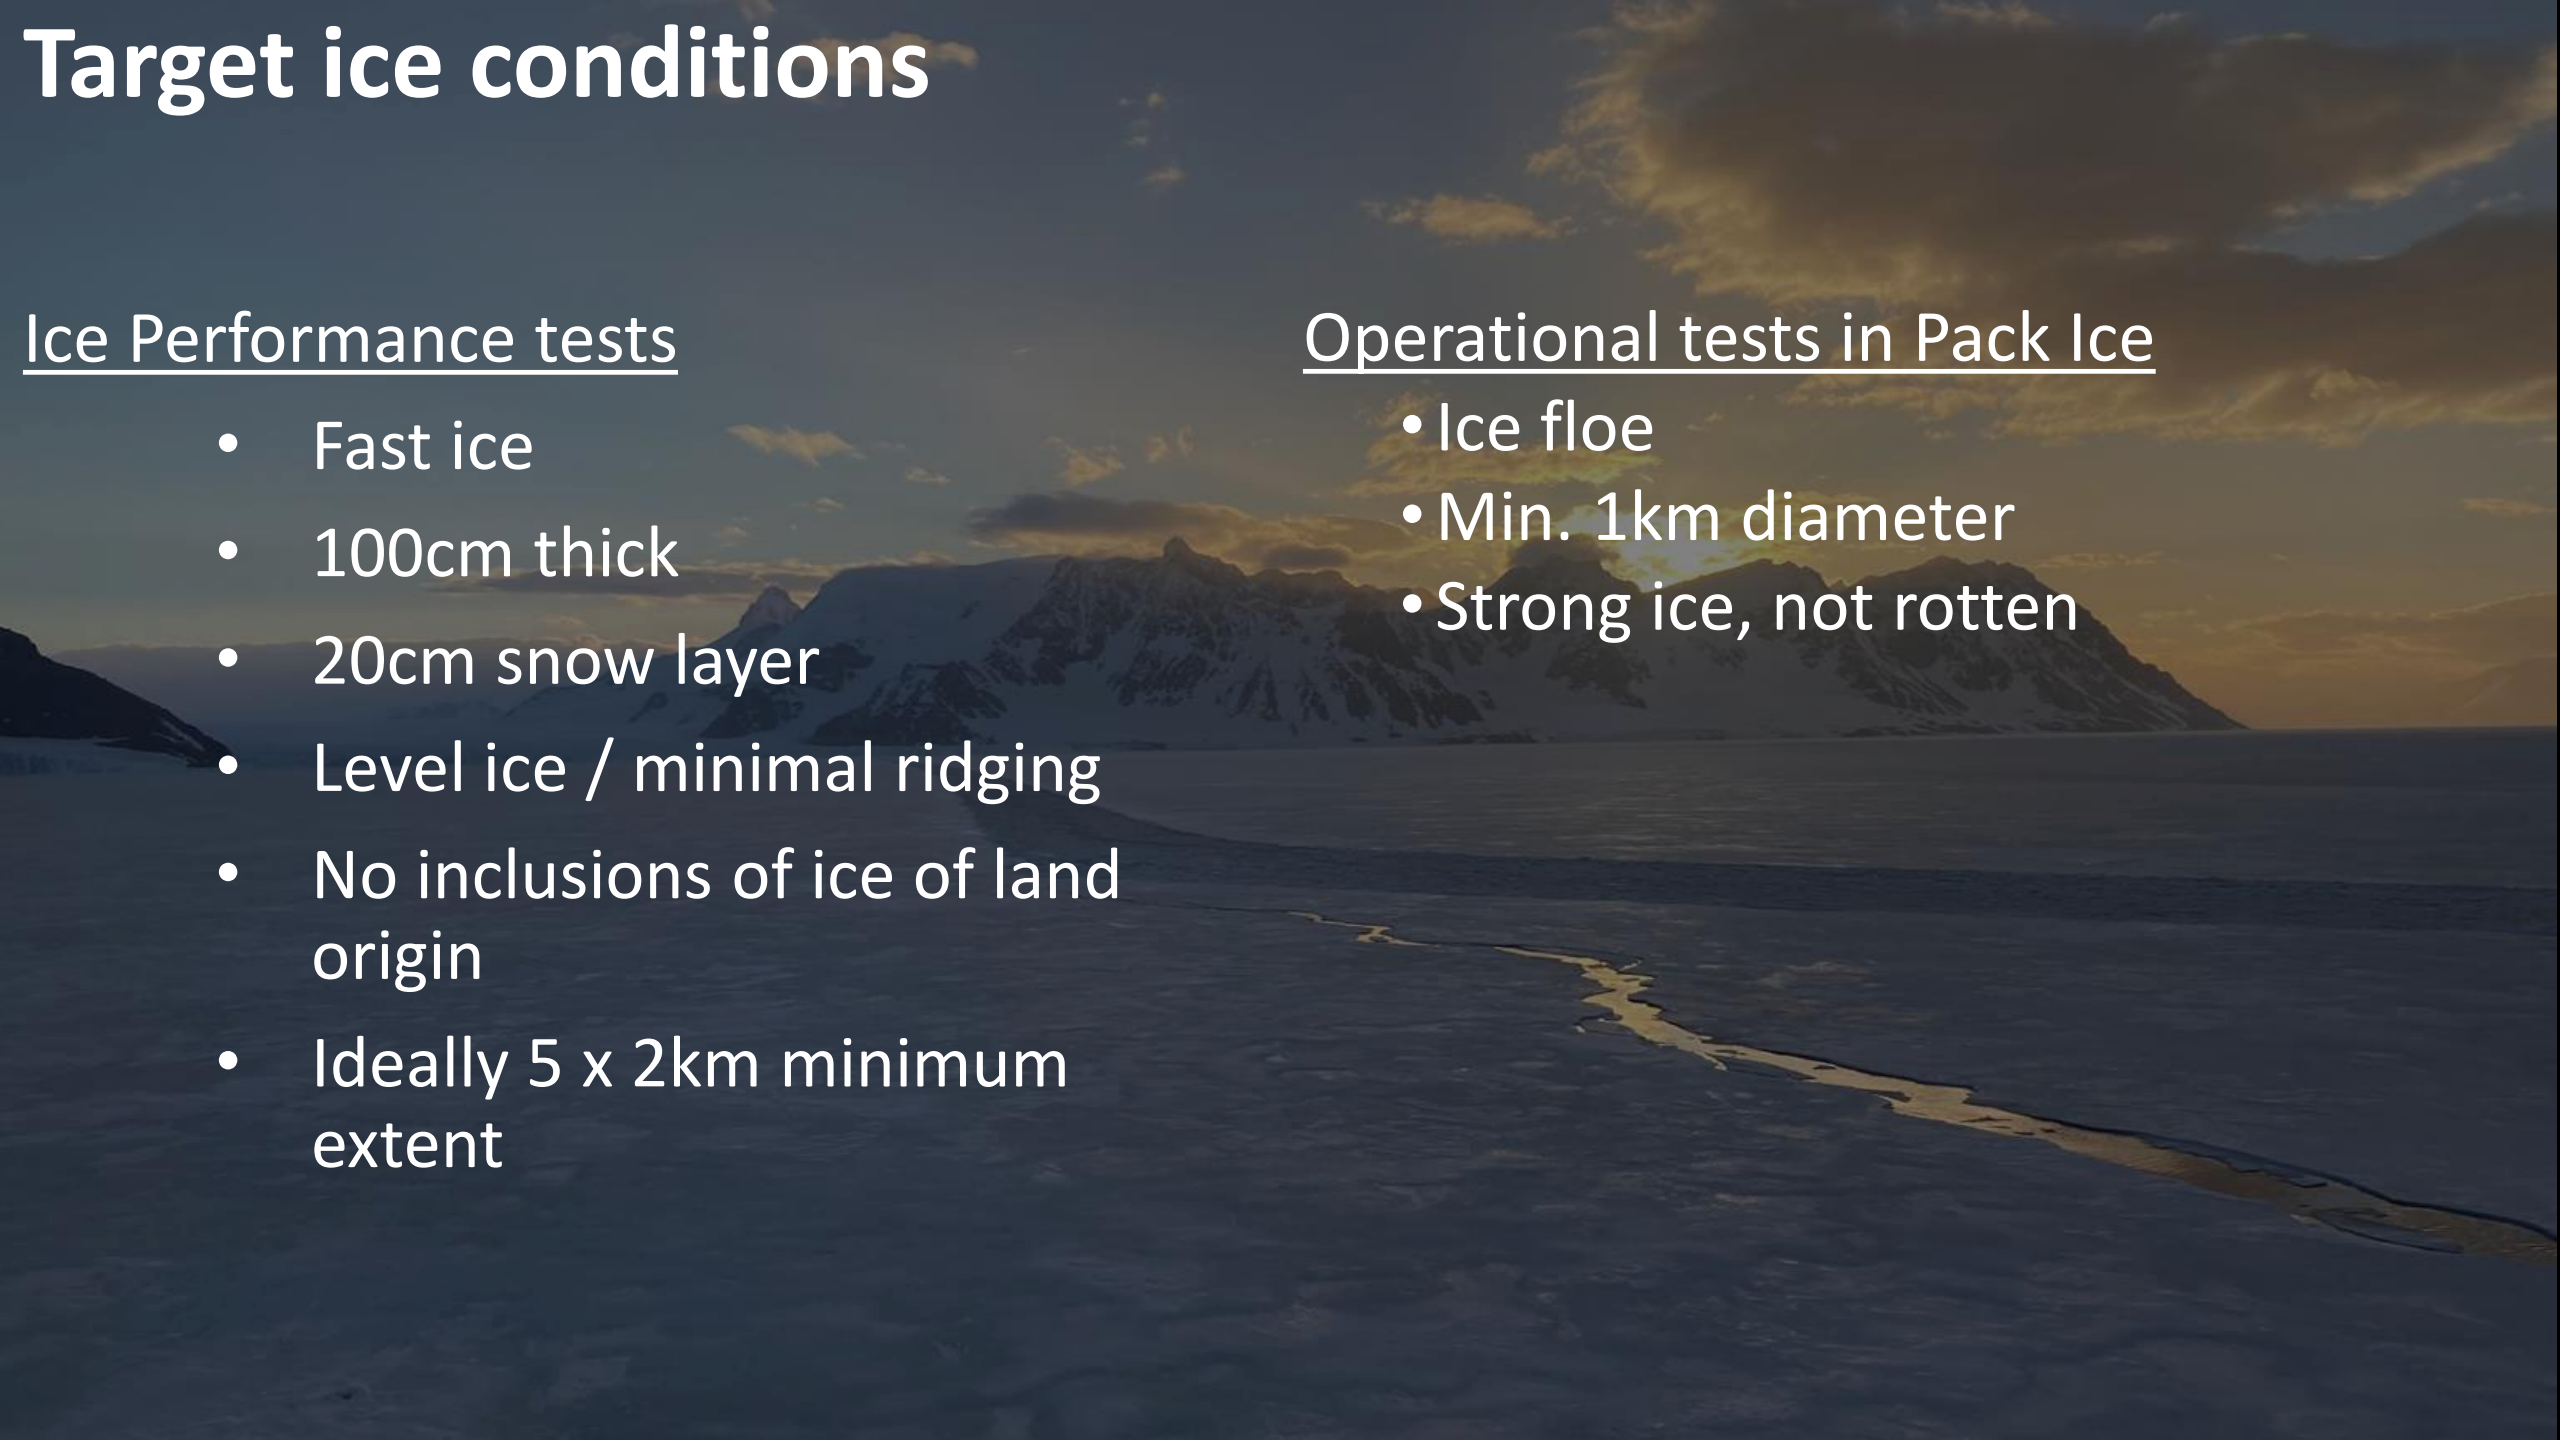 Target ice conditions
Ice Performance tests
• Fast ice
• 100cm thick
• 20cm snow layer
• Level ice / minimal ridging
• No inclusions of ice of land
origin
• Ideally 5 x 2km minimum
extent
Operational tests in Pack Ice
• Ice floe
• Min. 1km diameter
• Strong ice, not rotten